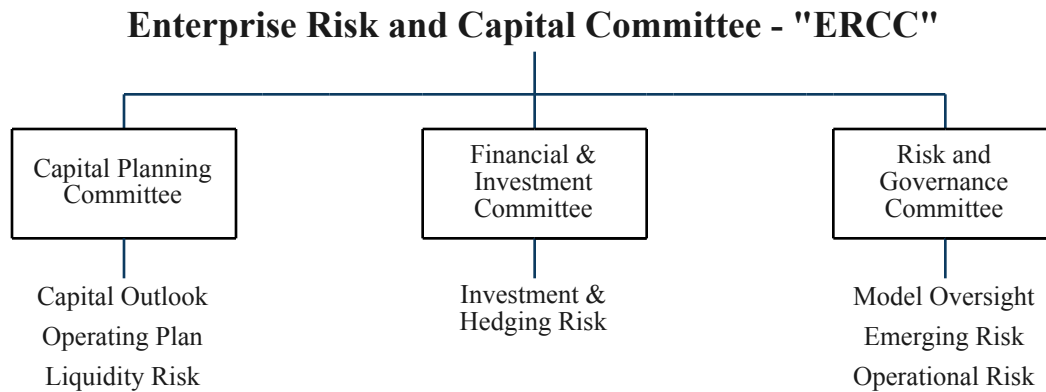 Enterprise Risk and Capital Committee - "ERCC"
Capital Planning
Committee
Financial &
Investment
Committee
Risk and
Governance
Committee
Capital Outlook
Operating Plan
Liquidity Risk
Investment &
Hedging Risk
Model Oversight
Emerging Risk
Operational Risk